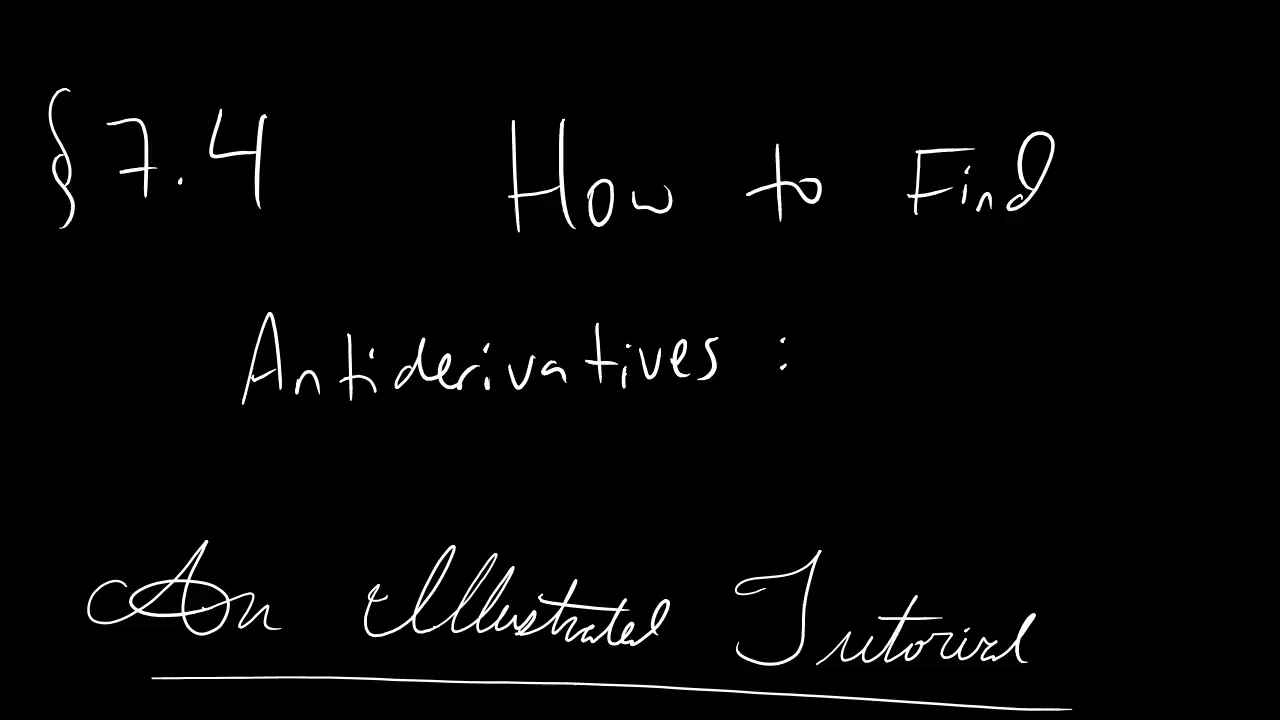 § 7.4 How to Find
Antiderivatives :
An Illustrated Tutorial